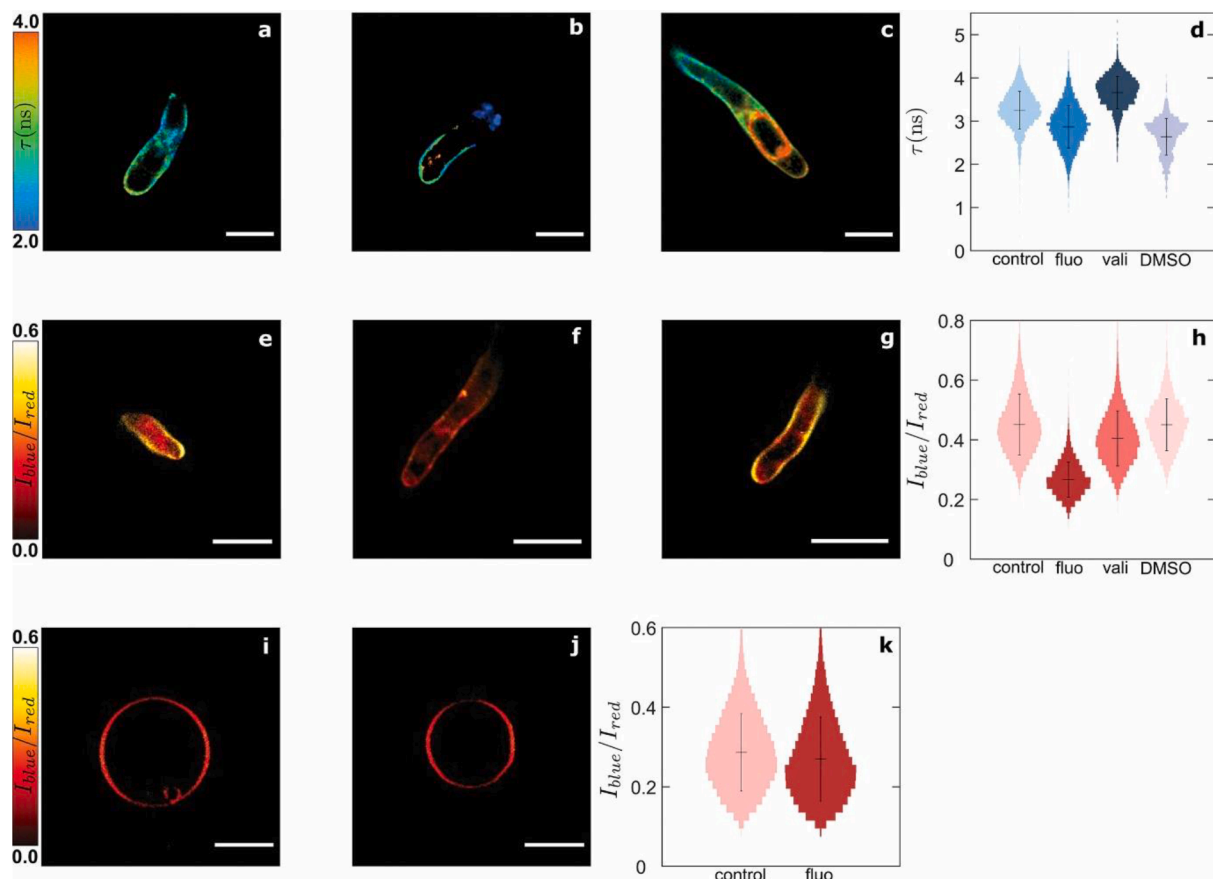 4.0
τ(ns)
2.0
a
b
c
d
τ(ns)
5
4
3
2
1
0
control fluo vali DMSO
0.6
I_blue/I_red
0.0
e
f
g
h
I_blue/I_red
0.8
0.6
0.4
0.2
0
control fluo vali DMSO
0.6
I_blue/I_red
0.0
i
j
k
I_blue/I_red
0.6
0.4
0.2
0
control fluo